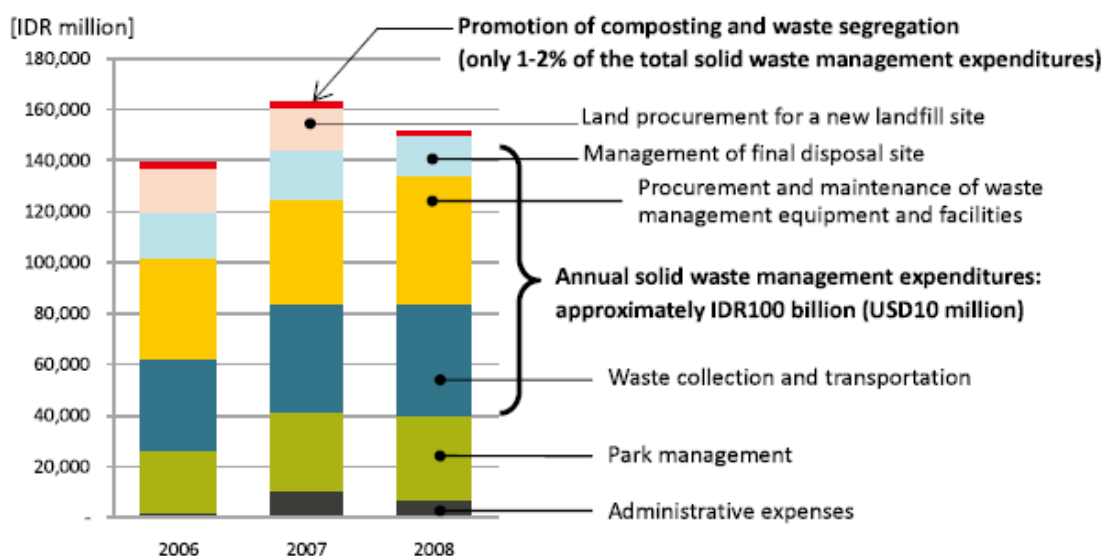 [IDR million]
Promotion of composting and waste segregation
(only 1-2% of the total solid waste management expenditures)
180,000
160,000
140,000
120,000
100,000
80,000
60,000
40,000
20,000
-
Land procurement for a new landfill site
Management of final disposal site
Procurement and maintenance of waste
management equipment and facilities
Annual solid waste management expenditures:
approximately IDR100 billion (USD10 million)
Waste collection and transportation
Park management
Administrative expenses
2006
2007
2008